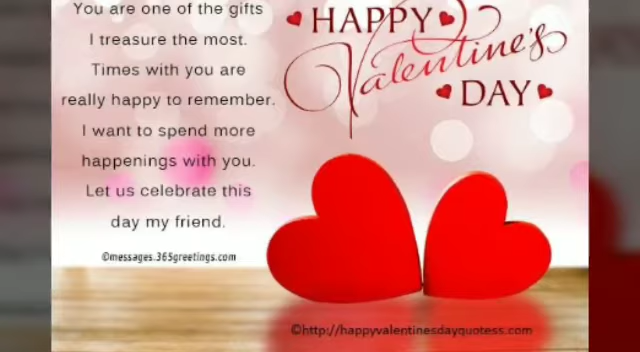 You are one of the gifts
I treasure the most.
Times with you are
really happy to remember.
I want to spend more
happenings with you.
Let us celebrate this
day my friend.
©messages.365greetings.com
HAPPY
Valentine's
DAY
©http://happyvalentinesdayquotess.com